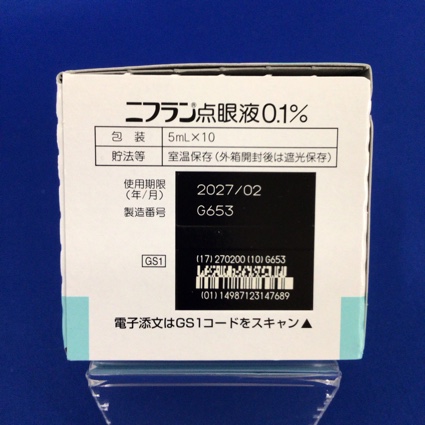 ニフラン®点眼液0.1%
包装 5mL×10
貯法等 室温保存(外箱開封後は遮光保存)
使用期限 2027/02
(年/月)
製造番号 G653
GS1 (17)270200(10)G653
(01)14987123147689
電子添文はGS1コードをスキャン▲